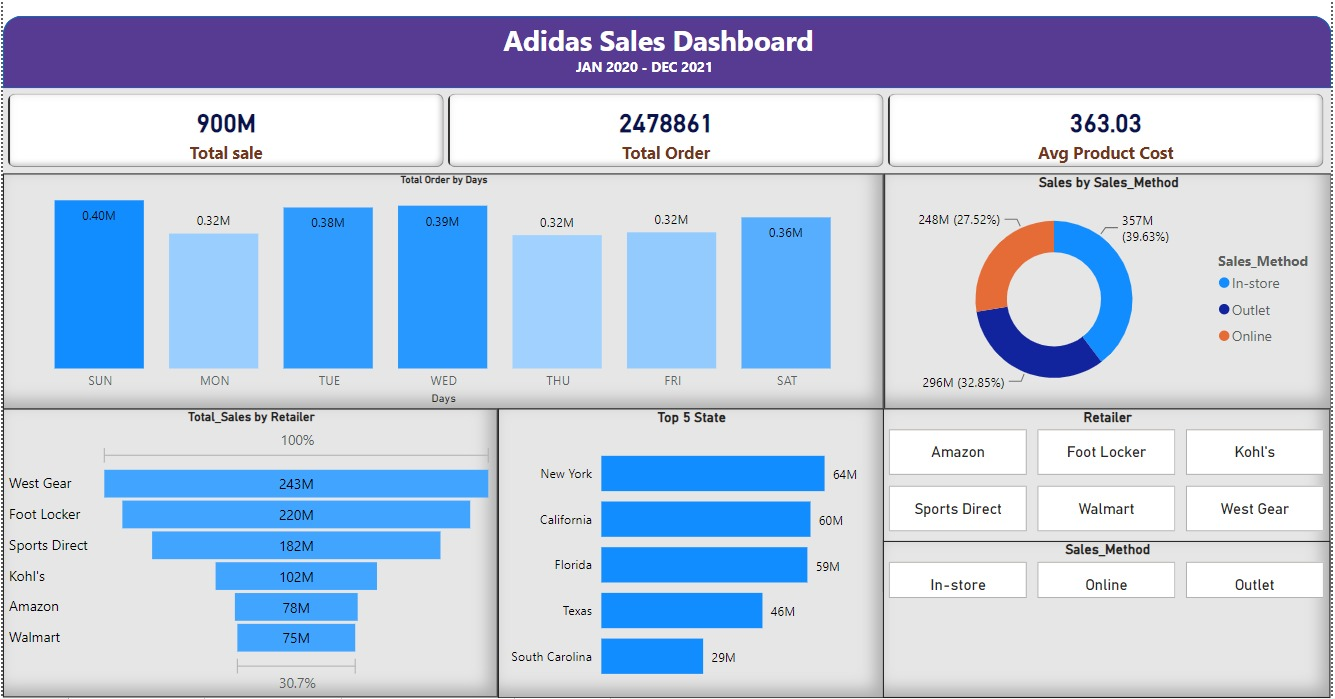 Adidas Sales Dashboard
JAN 2020 - DEC 2021
900M
Total sale
2478861
Total Order
363.03
Avg Product Cost
Total Order by Days
0.40M
0.32M
0.38M
0.39M
0.32M
0.32M
0.36M
SUN
MON
TUE
WED
THU
FRI
SAT
Days
Sales by Sales_Method
248M (27.52%)
357M
(39.63%)
296M (32.85%)
Sales_Method
In-store
Outlet
Online
Total_Sales by Retailer
100%
West Gear 243M
Foot Locker 220M
Sports Direct 182M
Kohl's 102M
Amazon 78M
Walmart 75M
30.7%
Top 5 State
New York 64M
California 60M
Florida 59M
Texas 46M
South Carolina 29M
Retailer
Amazon
Foot Locker
Kohl's
Sports Direct
Walmart
West Gear
Sales_Method
In-store
Online
Outlet